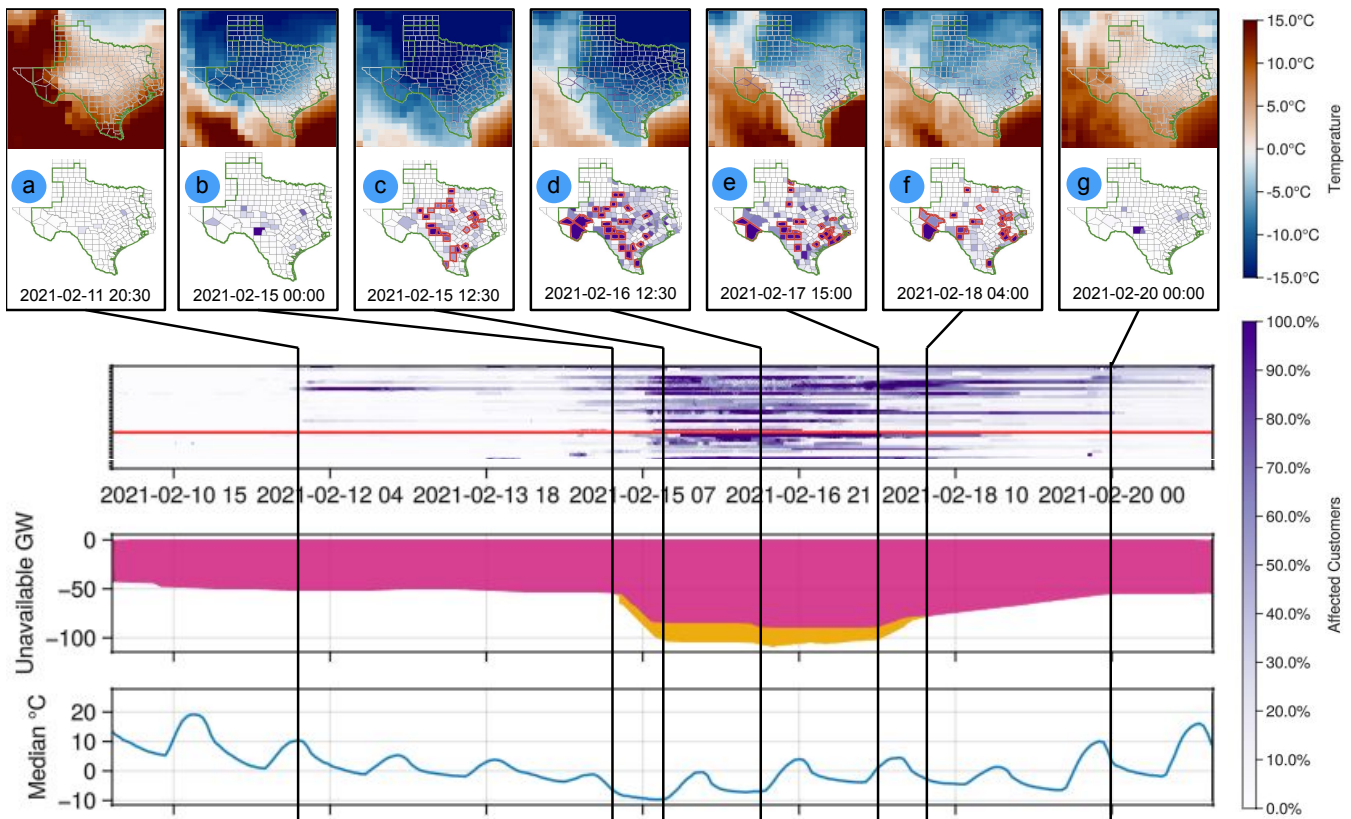 a
b
c
d
e
f
g
2021-02-11 20:30
2021-02-15 00:00
2021-02-15 12:30
2021-02-16 12:30
2021-02-17 15:00
2021-02-18 04:00
2021-02-20 00:00
15.0°C
10.0°C
5.0°C
0.0°C
-5.0°C
-10.0°C
-15.0°C
Temperature
100.0%
90.0%
80.0%
70.0%
60.0%
50.0%
40.0%
30.0%
20.0%
10.0%
0.0%
Affected Customers
2021-02-10 15
2021-02-12 04
2021-02-13 18
2021-02-15 07
2021-02-16 21
2021-02-18 10
2021-02-20 00
Unavailable GW
0
−50
−100
Median °C
20
10
0
−10